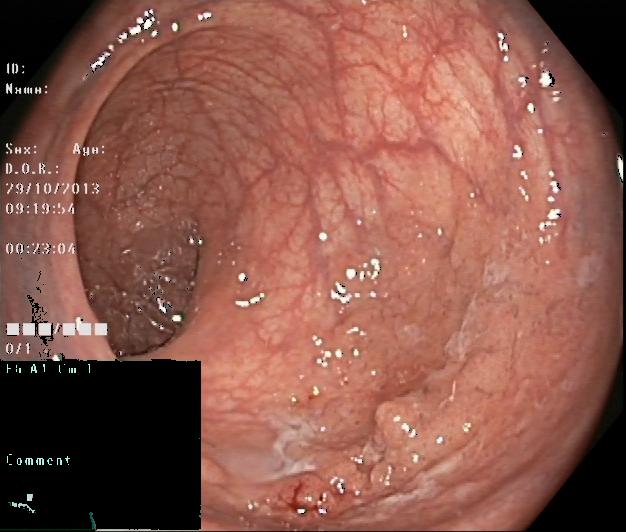 ID:
Name:
Sex: Age:
D.O.B.:
29/10/2013
09:19:54
00:23:04
0/1
Comment